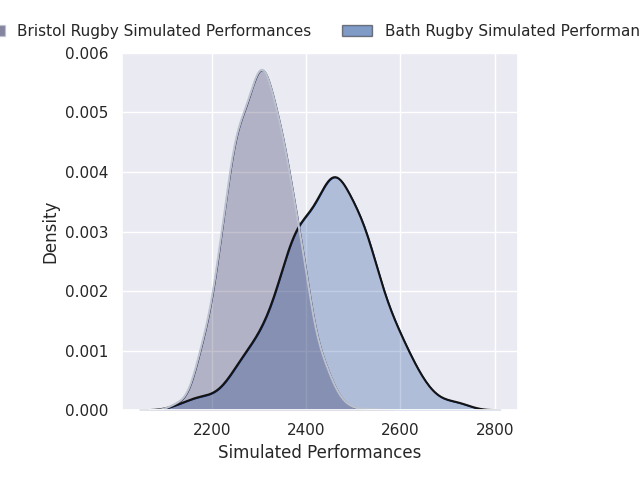 Bristol Rugby Simulated Performances Bath Rugby Simulated Performan
0.006
0.005
0.004
0.003
0.002
0.001
0.000
Density
2200 2400 2600 2800
Simulated Performances